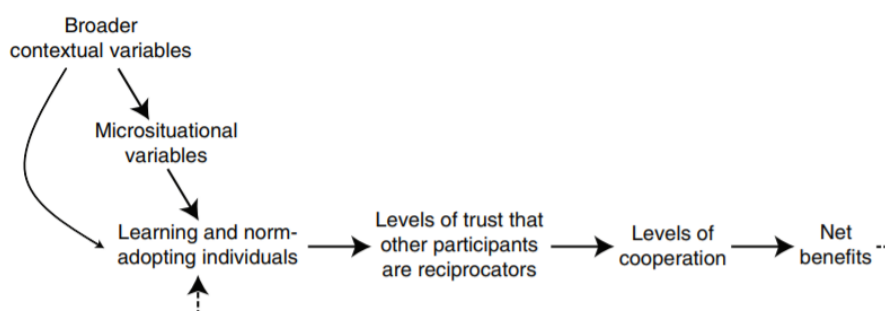 Broader
contextual variables
Microsituational
variables
Learning and norm-
adopting individuals
Levels of trust that
other participants
are reciprocators
Levels of
cooperation
Net
benefits